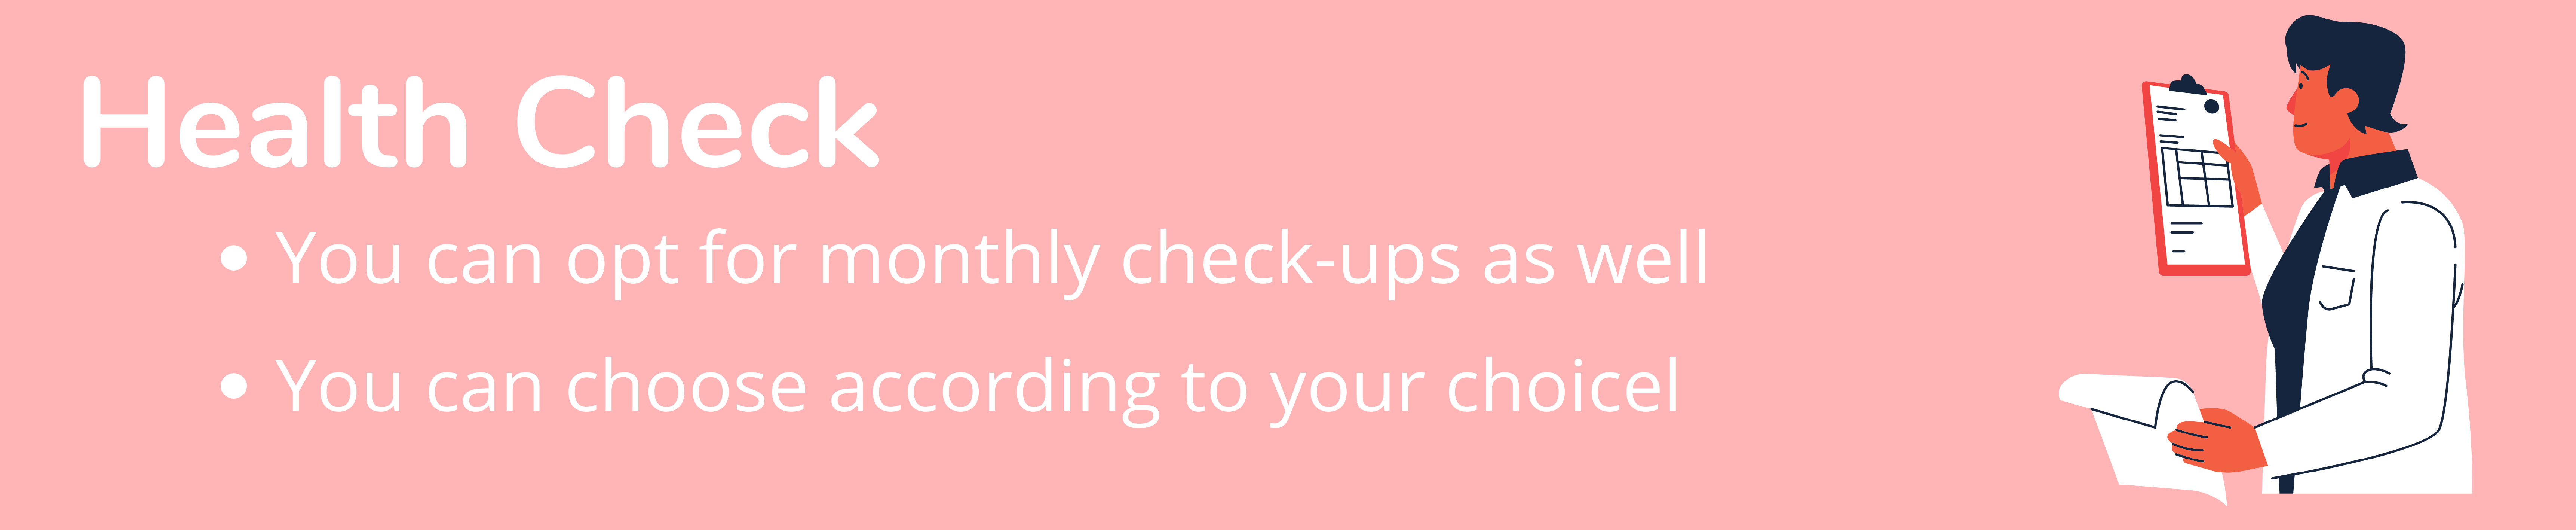 Health Check
• You can opt for monthly check-ups as well
• You can choose according to your choicel